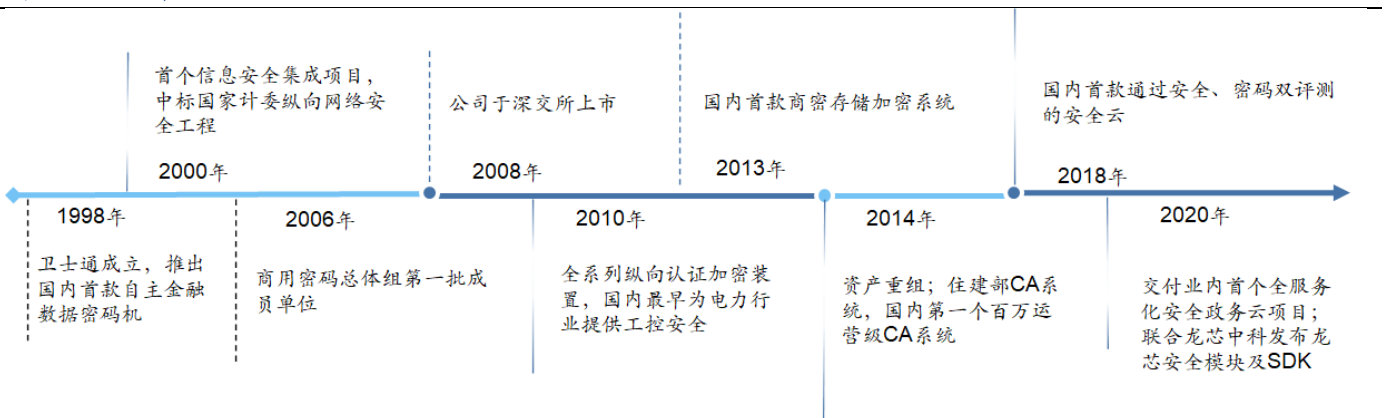 首个信息安全集成项目，
中标国家计委纵向网络安
全工程
2000年
公司于深交所上市
2008年
国内首款商密存储加密系统
2013年
国内首款通过安全、密码双评测
的安全云
2018年
1998年
卫士通成立，推出
国内首款自主金融
数据密码机
2006年
商用密码总体组第一批成
员单位
2010年
全系列纵向认证加密装
置，国内最早为电力行
业提供工控安全
2014年
资产重组；住建部CA系
统，国内第一个百万运
营级CA系统
2020年
交付业内首个全服务
化安全政务云项目；
联合龙芯中科发布龙
芯安全模块及SDK